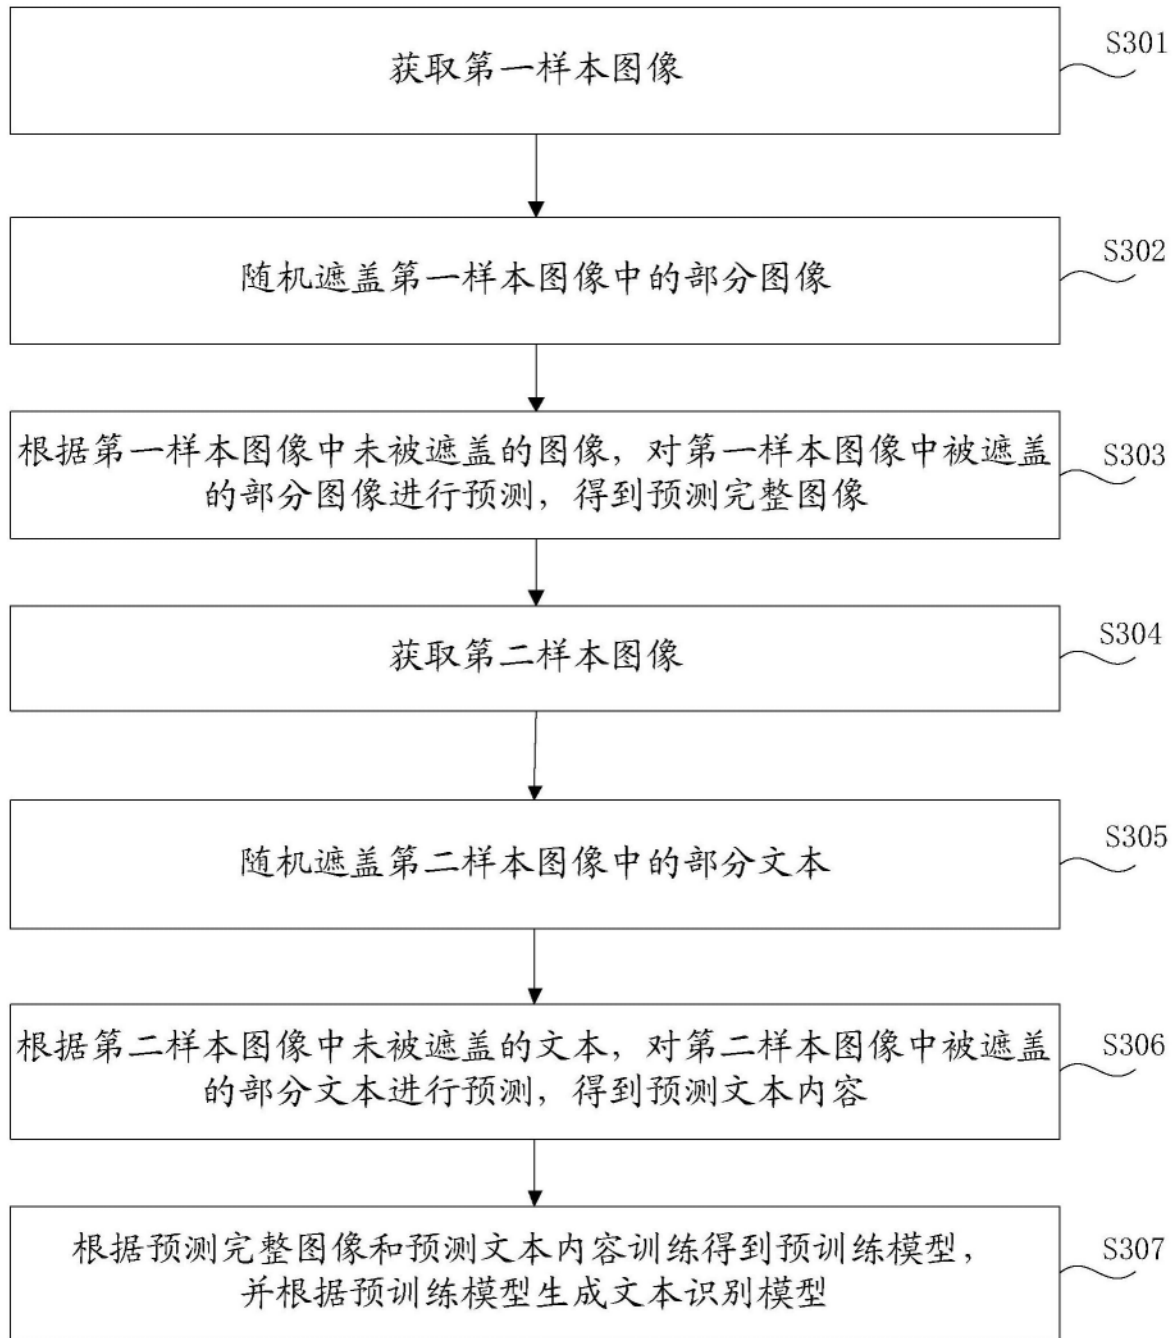 获取第一样本图像
S301
随机遮盖第一样本图像中的部分图像
S302
根据第一样本图像中未被遮盖的图像，对第一样本图像中被遮盖
的部分图像进行预测，得到预测完整图像
S303
获取第二样本图像
S304
随机遮盖第二样本图像中的部分文本
S305
根据第二样本图像中未被遮盖的文本，对第二样本图像中被遮盖
的部分文本进行预测，得到预测文本内容
S306
根据预测完整图像和预测文本内容训练得到预训练模型，
并根据预训练模型生成文本识别模型
S307